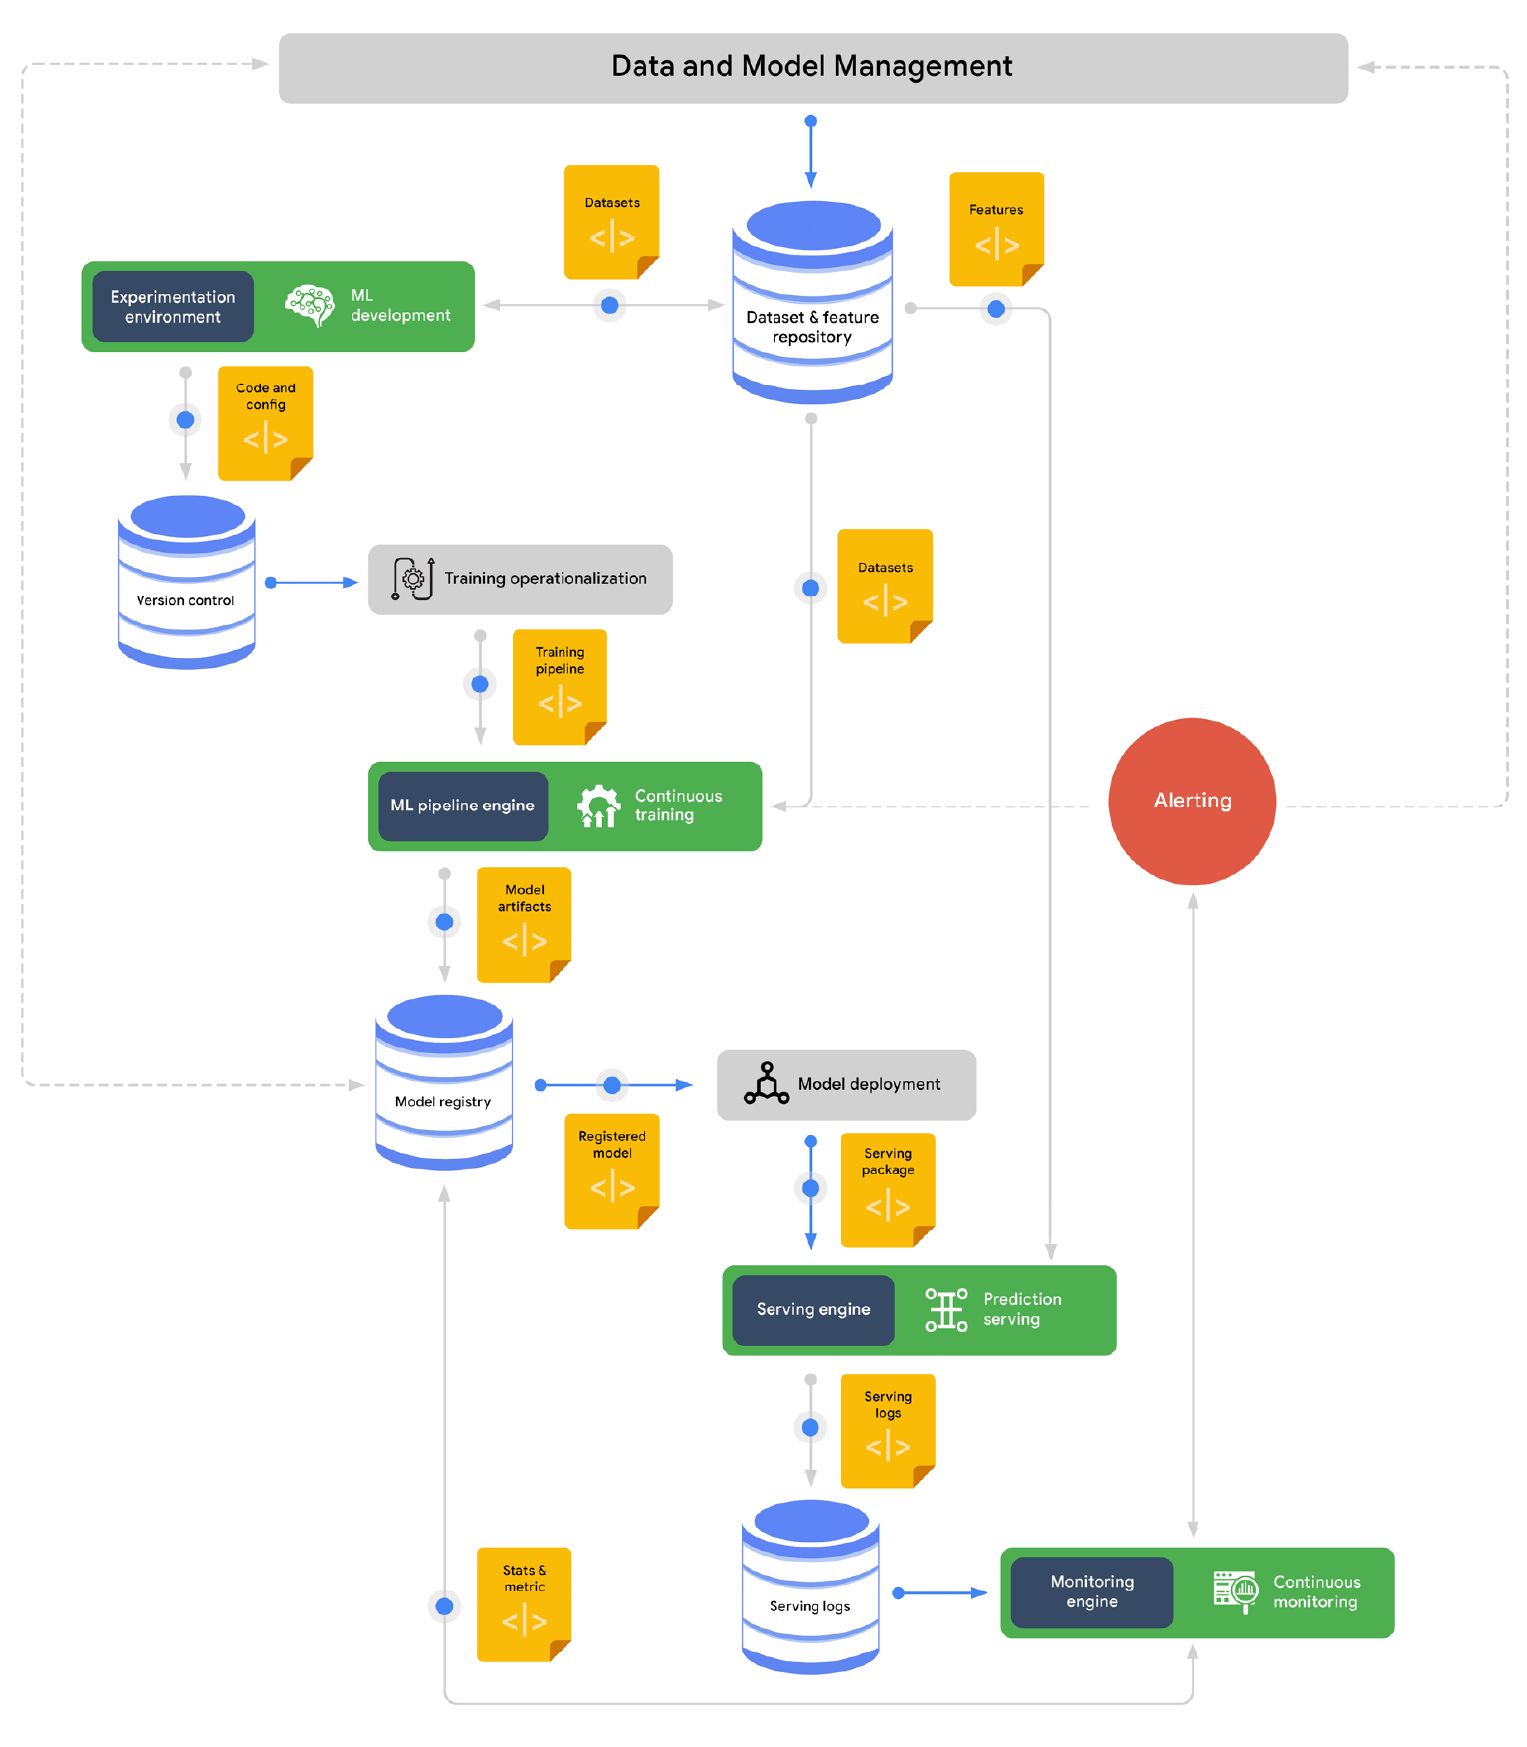 Data and Model Management
Datasets
Features
Dataset & feature
repository
Experimentation
environment
ML
development
Code and
config
Version control
Training operationalization
Datasets
Training
pipeline
ML pipeline engine
Continuous
training
Alerting
Model
artifacts
Model registry
Model deployment
Registered
model
Serving
package
Serving engine
Prediction
serving
Serving
logs
Stats &
metric
Serving logs
Monitoring
engine
Continuous
monitoring